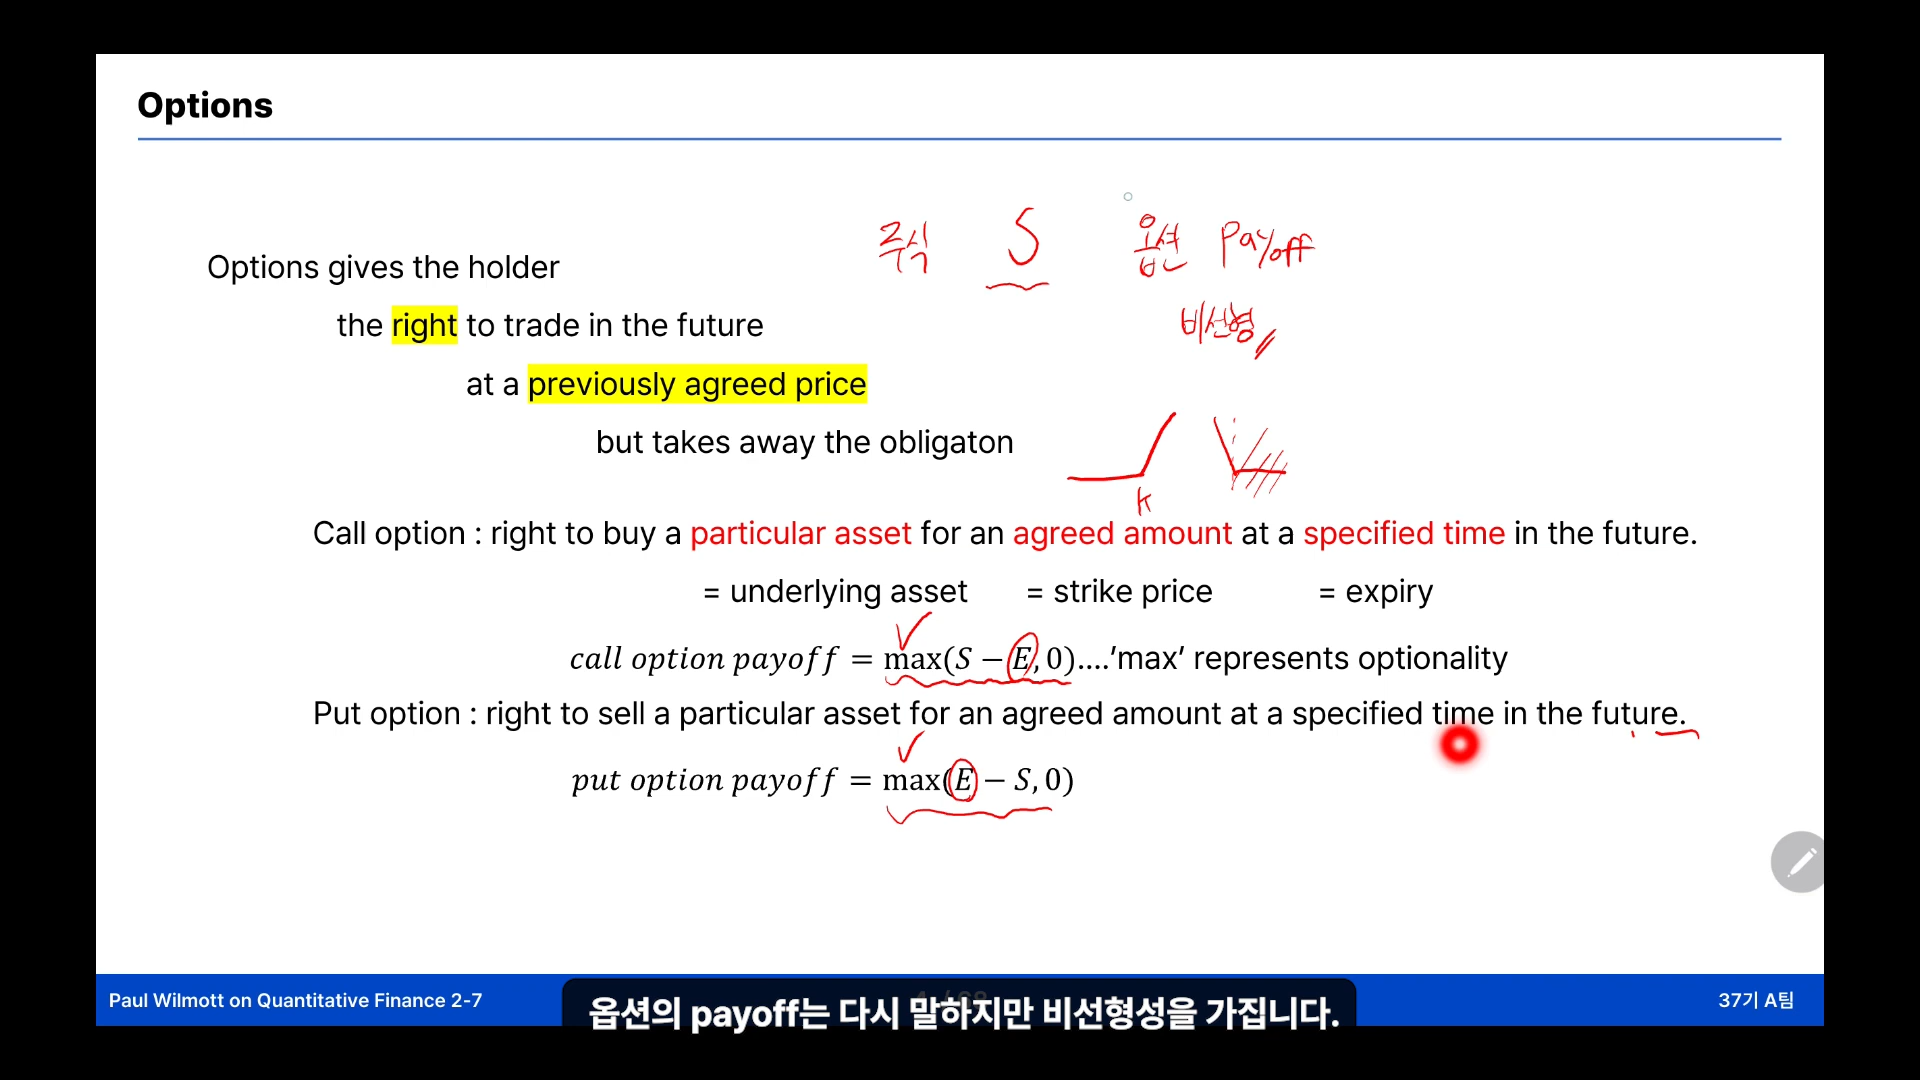 Options
주식 S 옵션 Payoff
Options gives the holder
비선형
the right to trade in the future
at a previously agreed price
but takes away the obligaton
K
Call option : right to buy a particular asset for an agreed amount at a specified time in the future.
= underlying asset = strike price = expiry
call option payoff = max(S − E, 0)....'max' represents optionality
Put option : right to sell a particular asset for an agreed amount at a specified time in the future.
put option payoff = max(E − S, 0)
Paul Wilmott on Quantitative Finance 2-7
37기 A팀
옵션의 payoff는 다시 말하지만 비선형성을 가집니다.